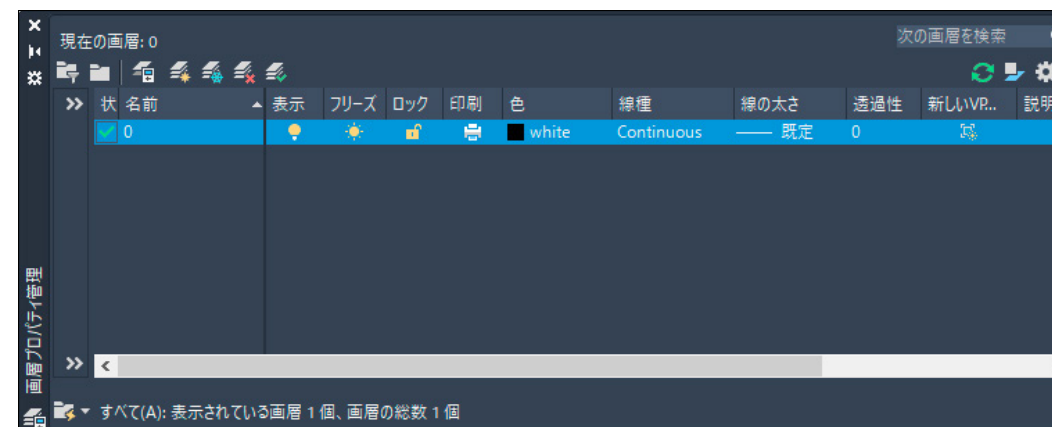 現在の画層: 0
次の画層を検索
状 名前 表示 フリーズ ロック 印刷 色 線種 線の太さ 透過性 新しいVP... 説明
0 white Continuous 既定 0
画層プロパティ管理
すべて(A): 表示されている画層 1 個、画層の総数 1 個